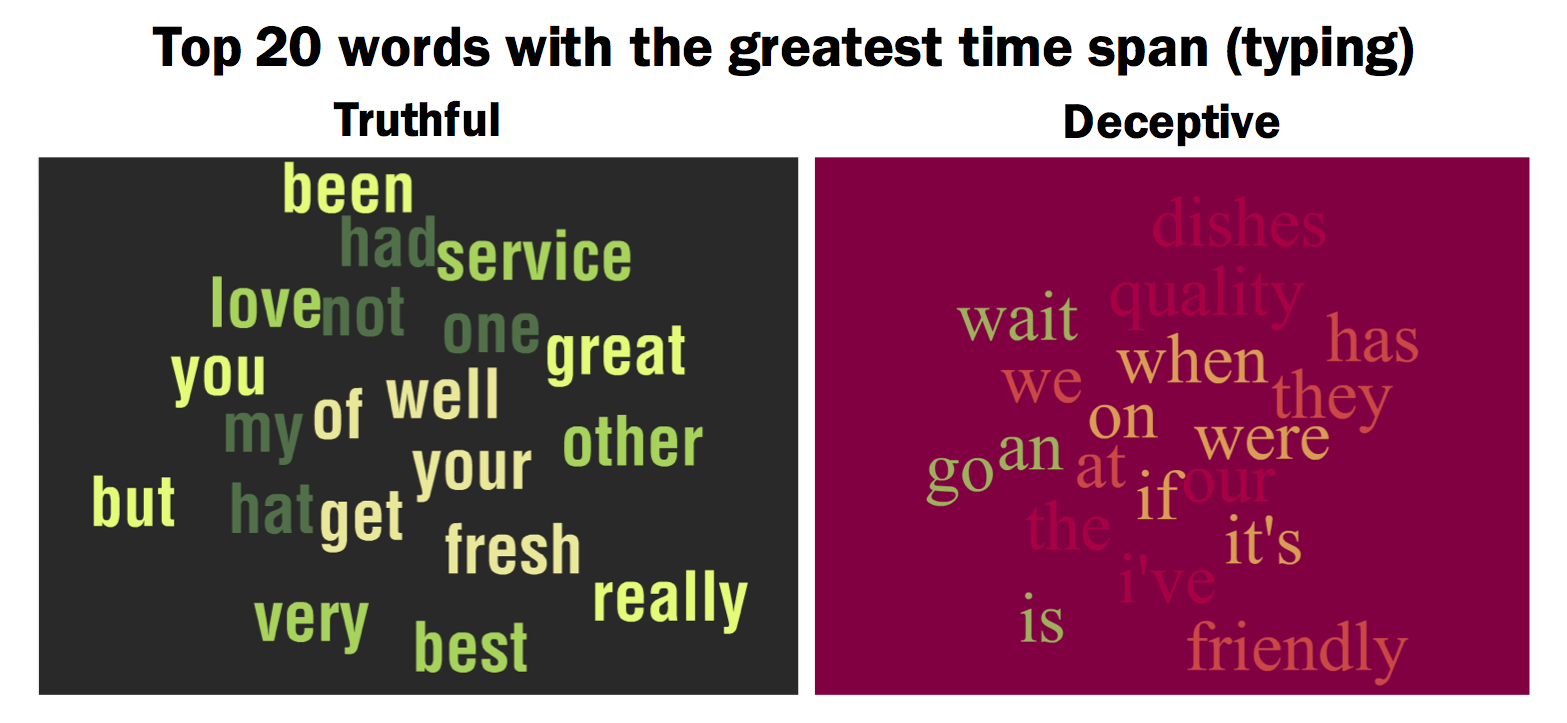 Top 20 words with the greatest time span (typing)
Truthful
been
had
service
love
not
one
great
you
well
my
of
other
your
but
hat
get
fresh
really
very
best
Deceptive
dishes
quality
wait
has
when
we
they
on
were
an
go
at
if
our
the
it's
i've
is
friendly